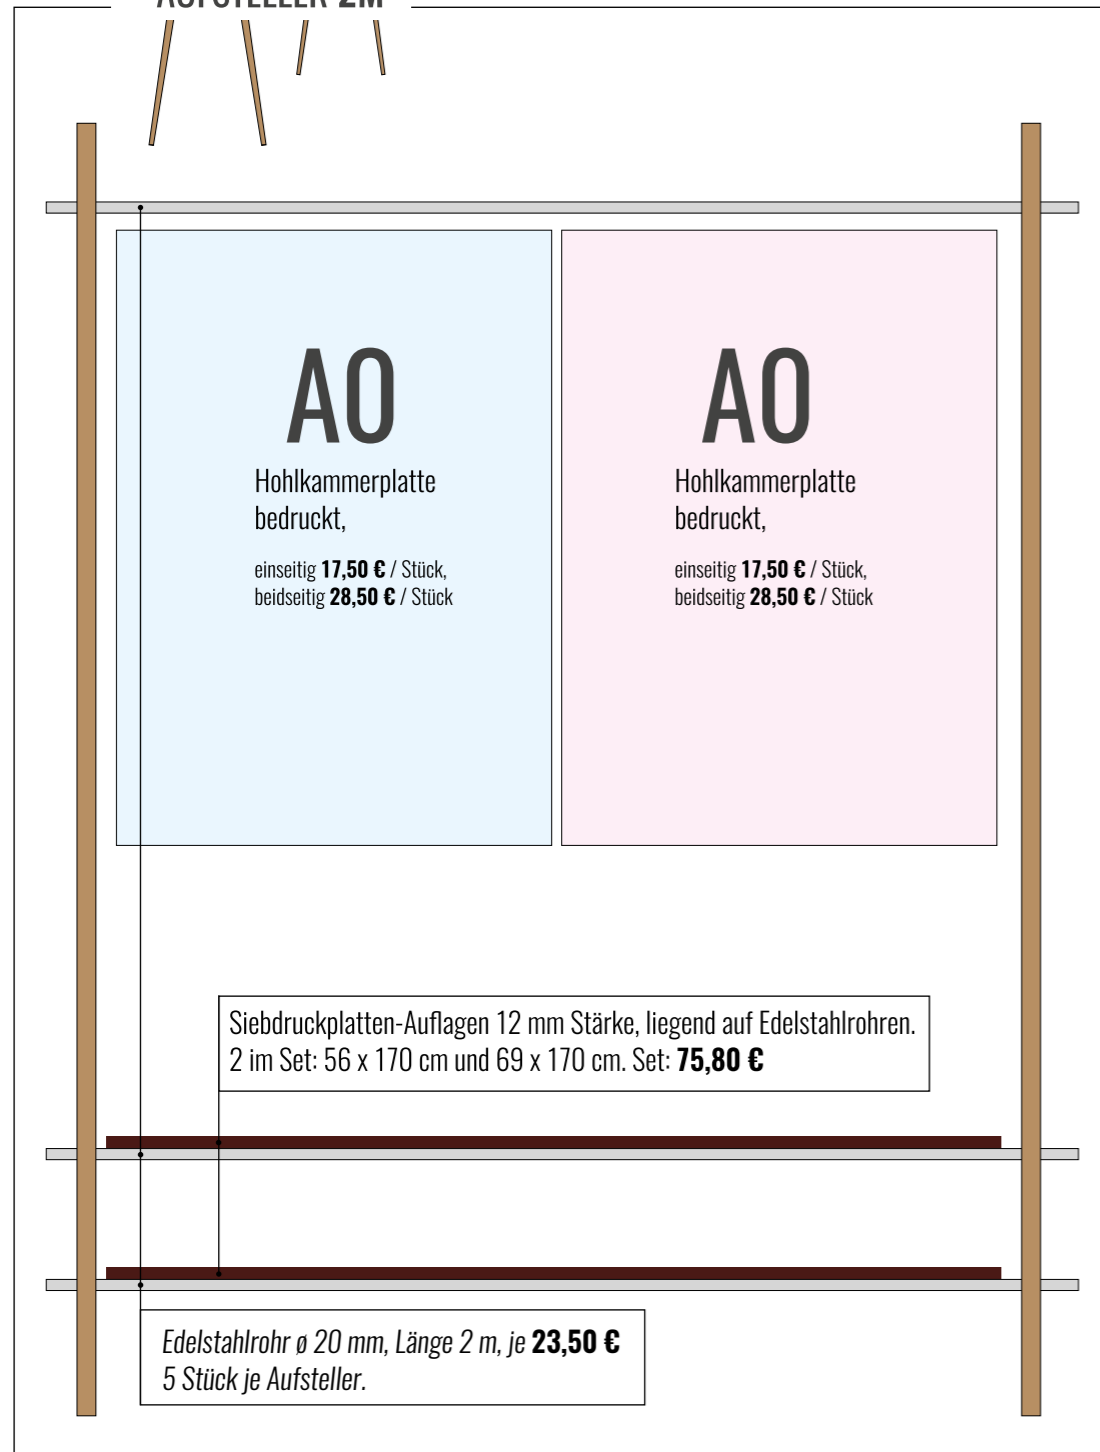 AUFSTELLER 2M
A0
Hohlkammerplatte
bedruckt,
einseitig 17,50 € / Stück,
beidseitig 28,50 € / Stück
A0
Hohlkammerplatte
bedruckt,
einseitig 17,50 € / Stück,
beidseitig 28,50 € / Stück
Siebdruckplatten-Auflagen 12 mm Stärke, liegend auf Edelstahlrohren.
2 im Set: 56 x 170 cm und 69 x 170 cm. Set: 75,80 €
Edelstahlrohr ø 20 mm, Länge 2 m, je 23,50 €
5 Stück je Aufsteller.